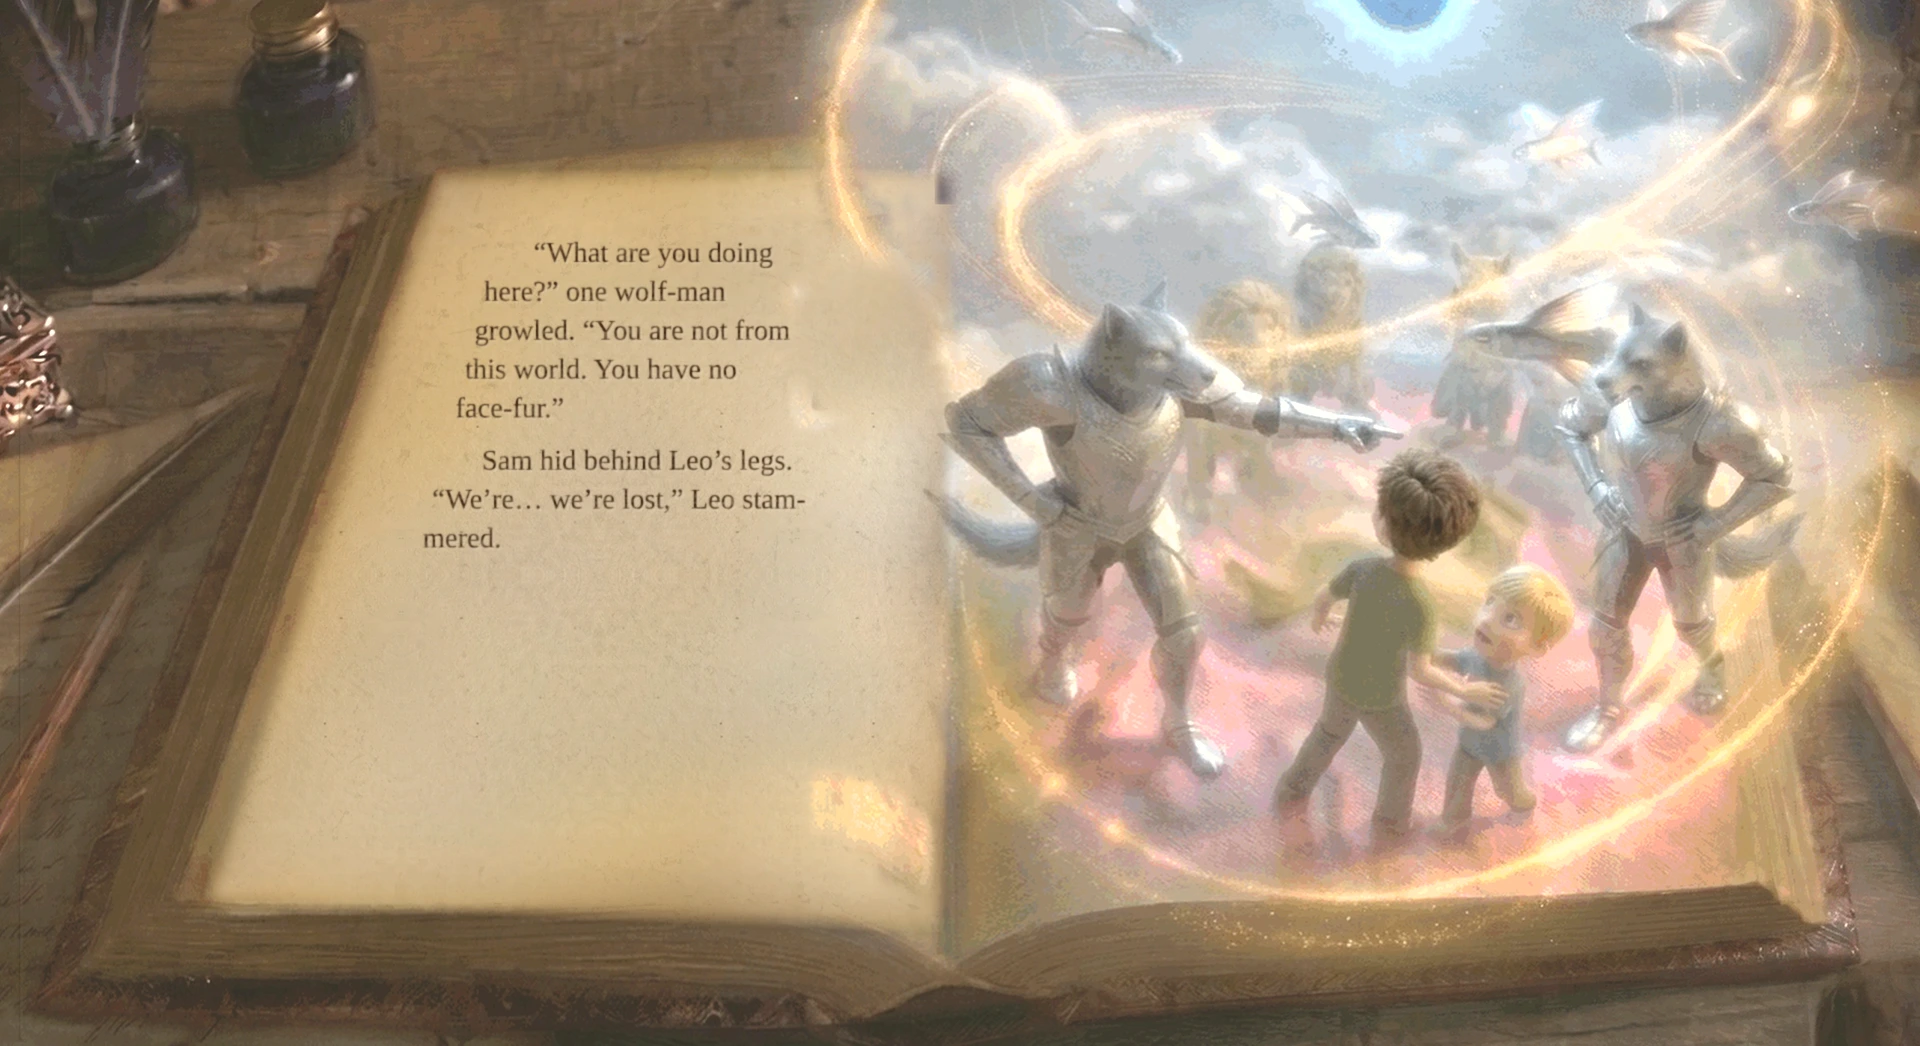 “What are you doing
here?” one wolf-man
growled. “You are not from
this world. You have no
face-fur.”
Sam hid behind Leo’s legs.
“We’re… we’re lost,” Leo stam-
mered.